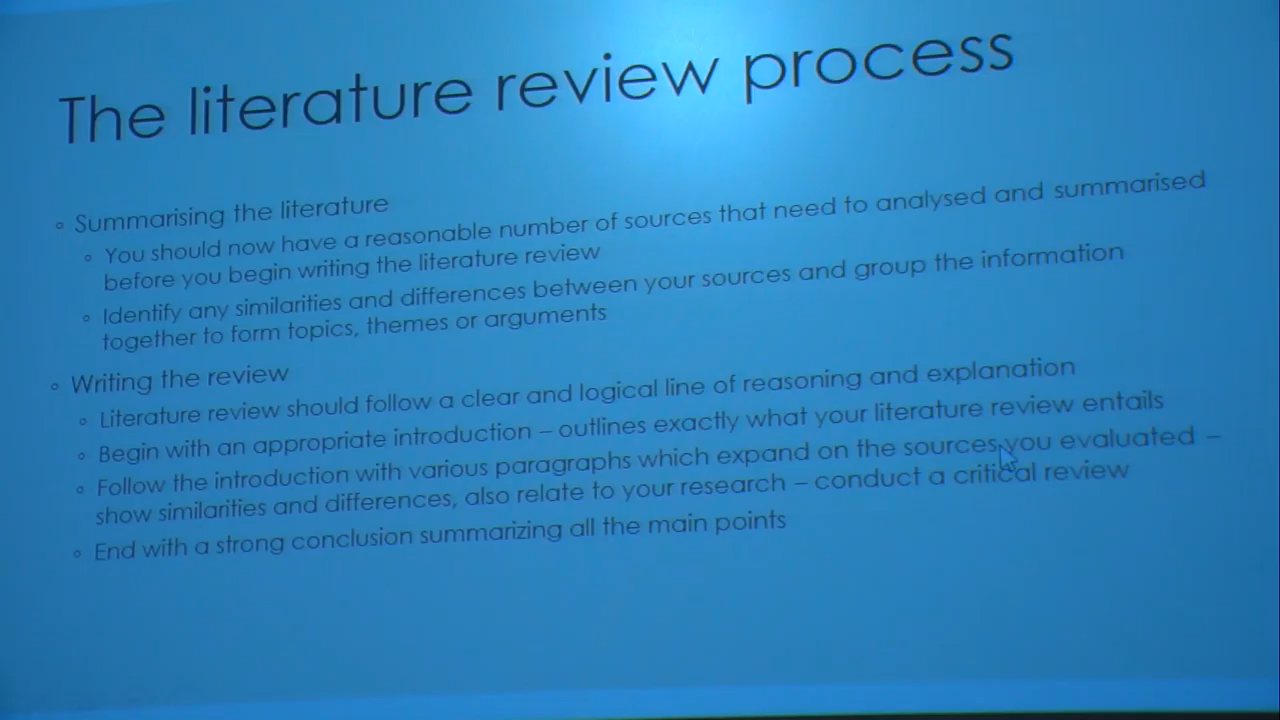 The literature review process
◦ Summarising the literature
◦ You should now have a reasonable number of sources that need to analysed and summarised
before you begin writing the literature review
◦ Identify any similarities and differences between your sources and group the information
together to form topics, themes or arguments
◦ Writing the review
◦ Literature review should follow a clear and logical line of reasoning and explanation
◦ Begin with an appropriate introduction – outlines exactly what your literature review entails
◦ Follow the introduction with various paragraphs which expand on the sources you evaluated –
show similarities and differences, also relate to your research – conduct a critical review
◦ End with a strong conclusion summarizing all the main points